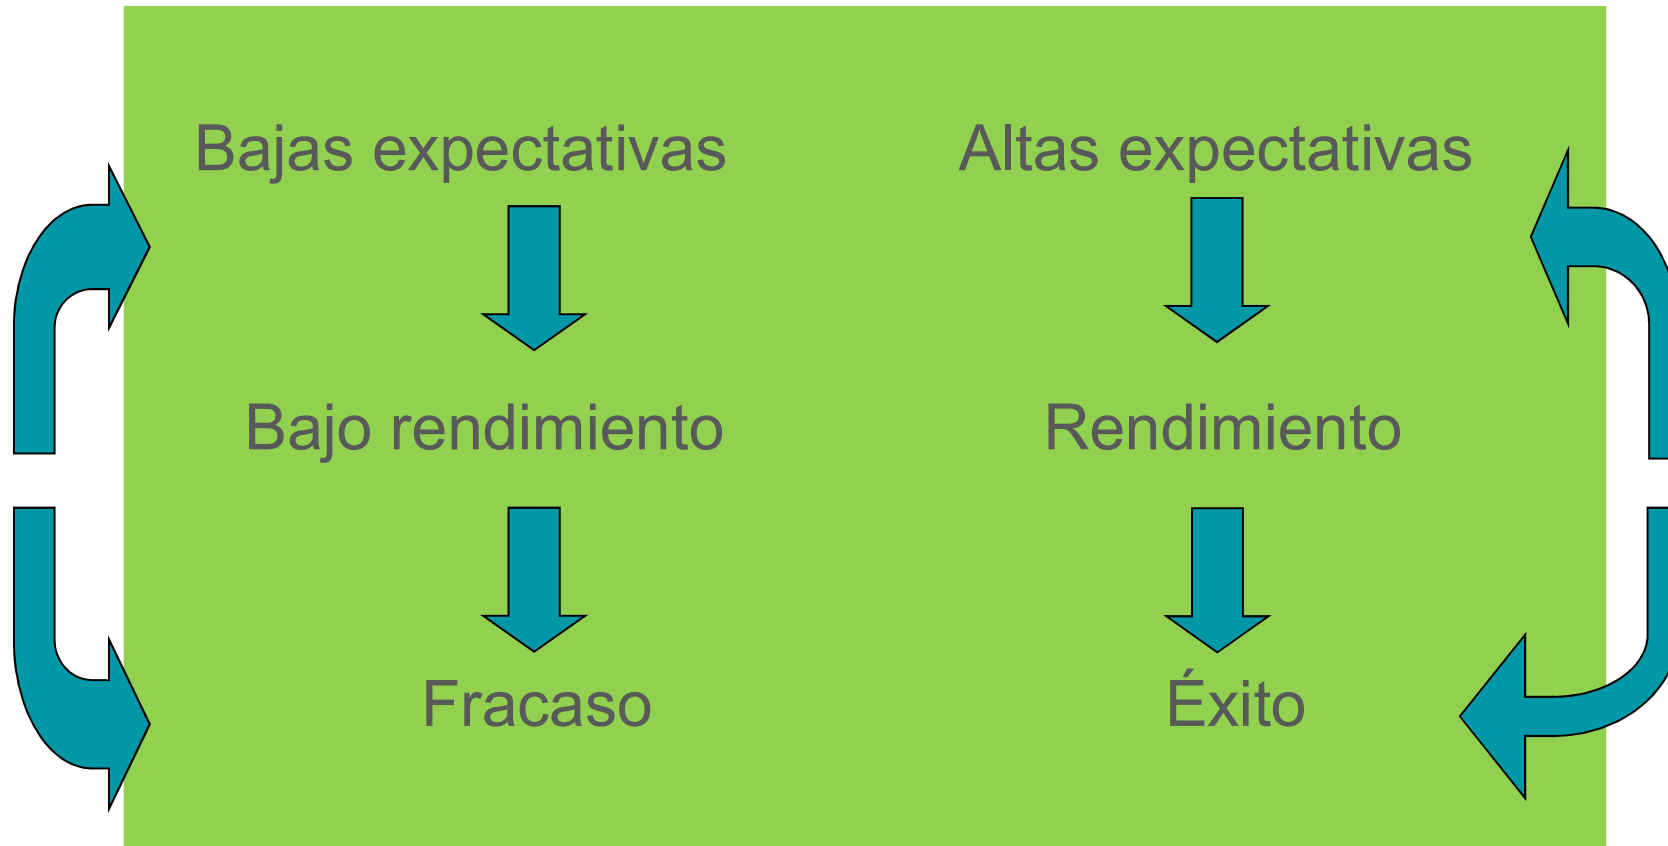 Bajas expectativas
Altas expectativas
Bajo rendimiento
Rendimiento
Fracaso
Éxito